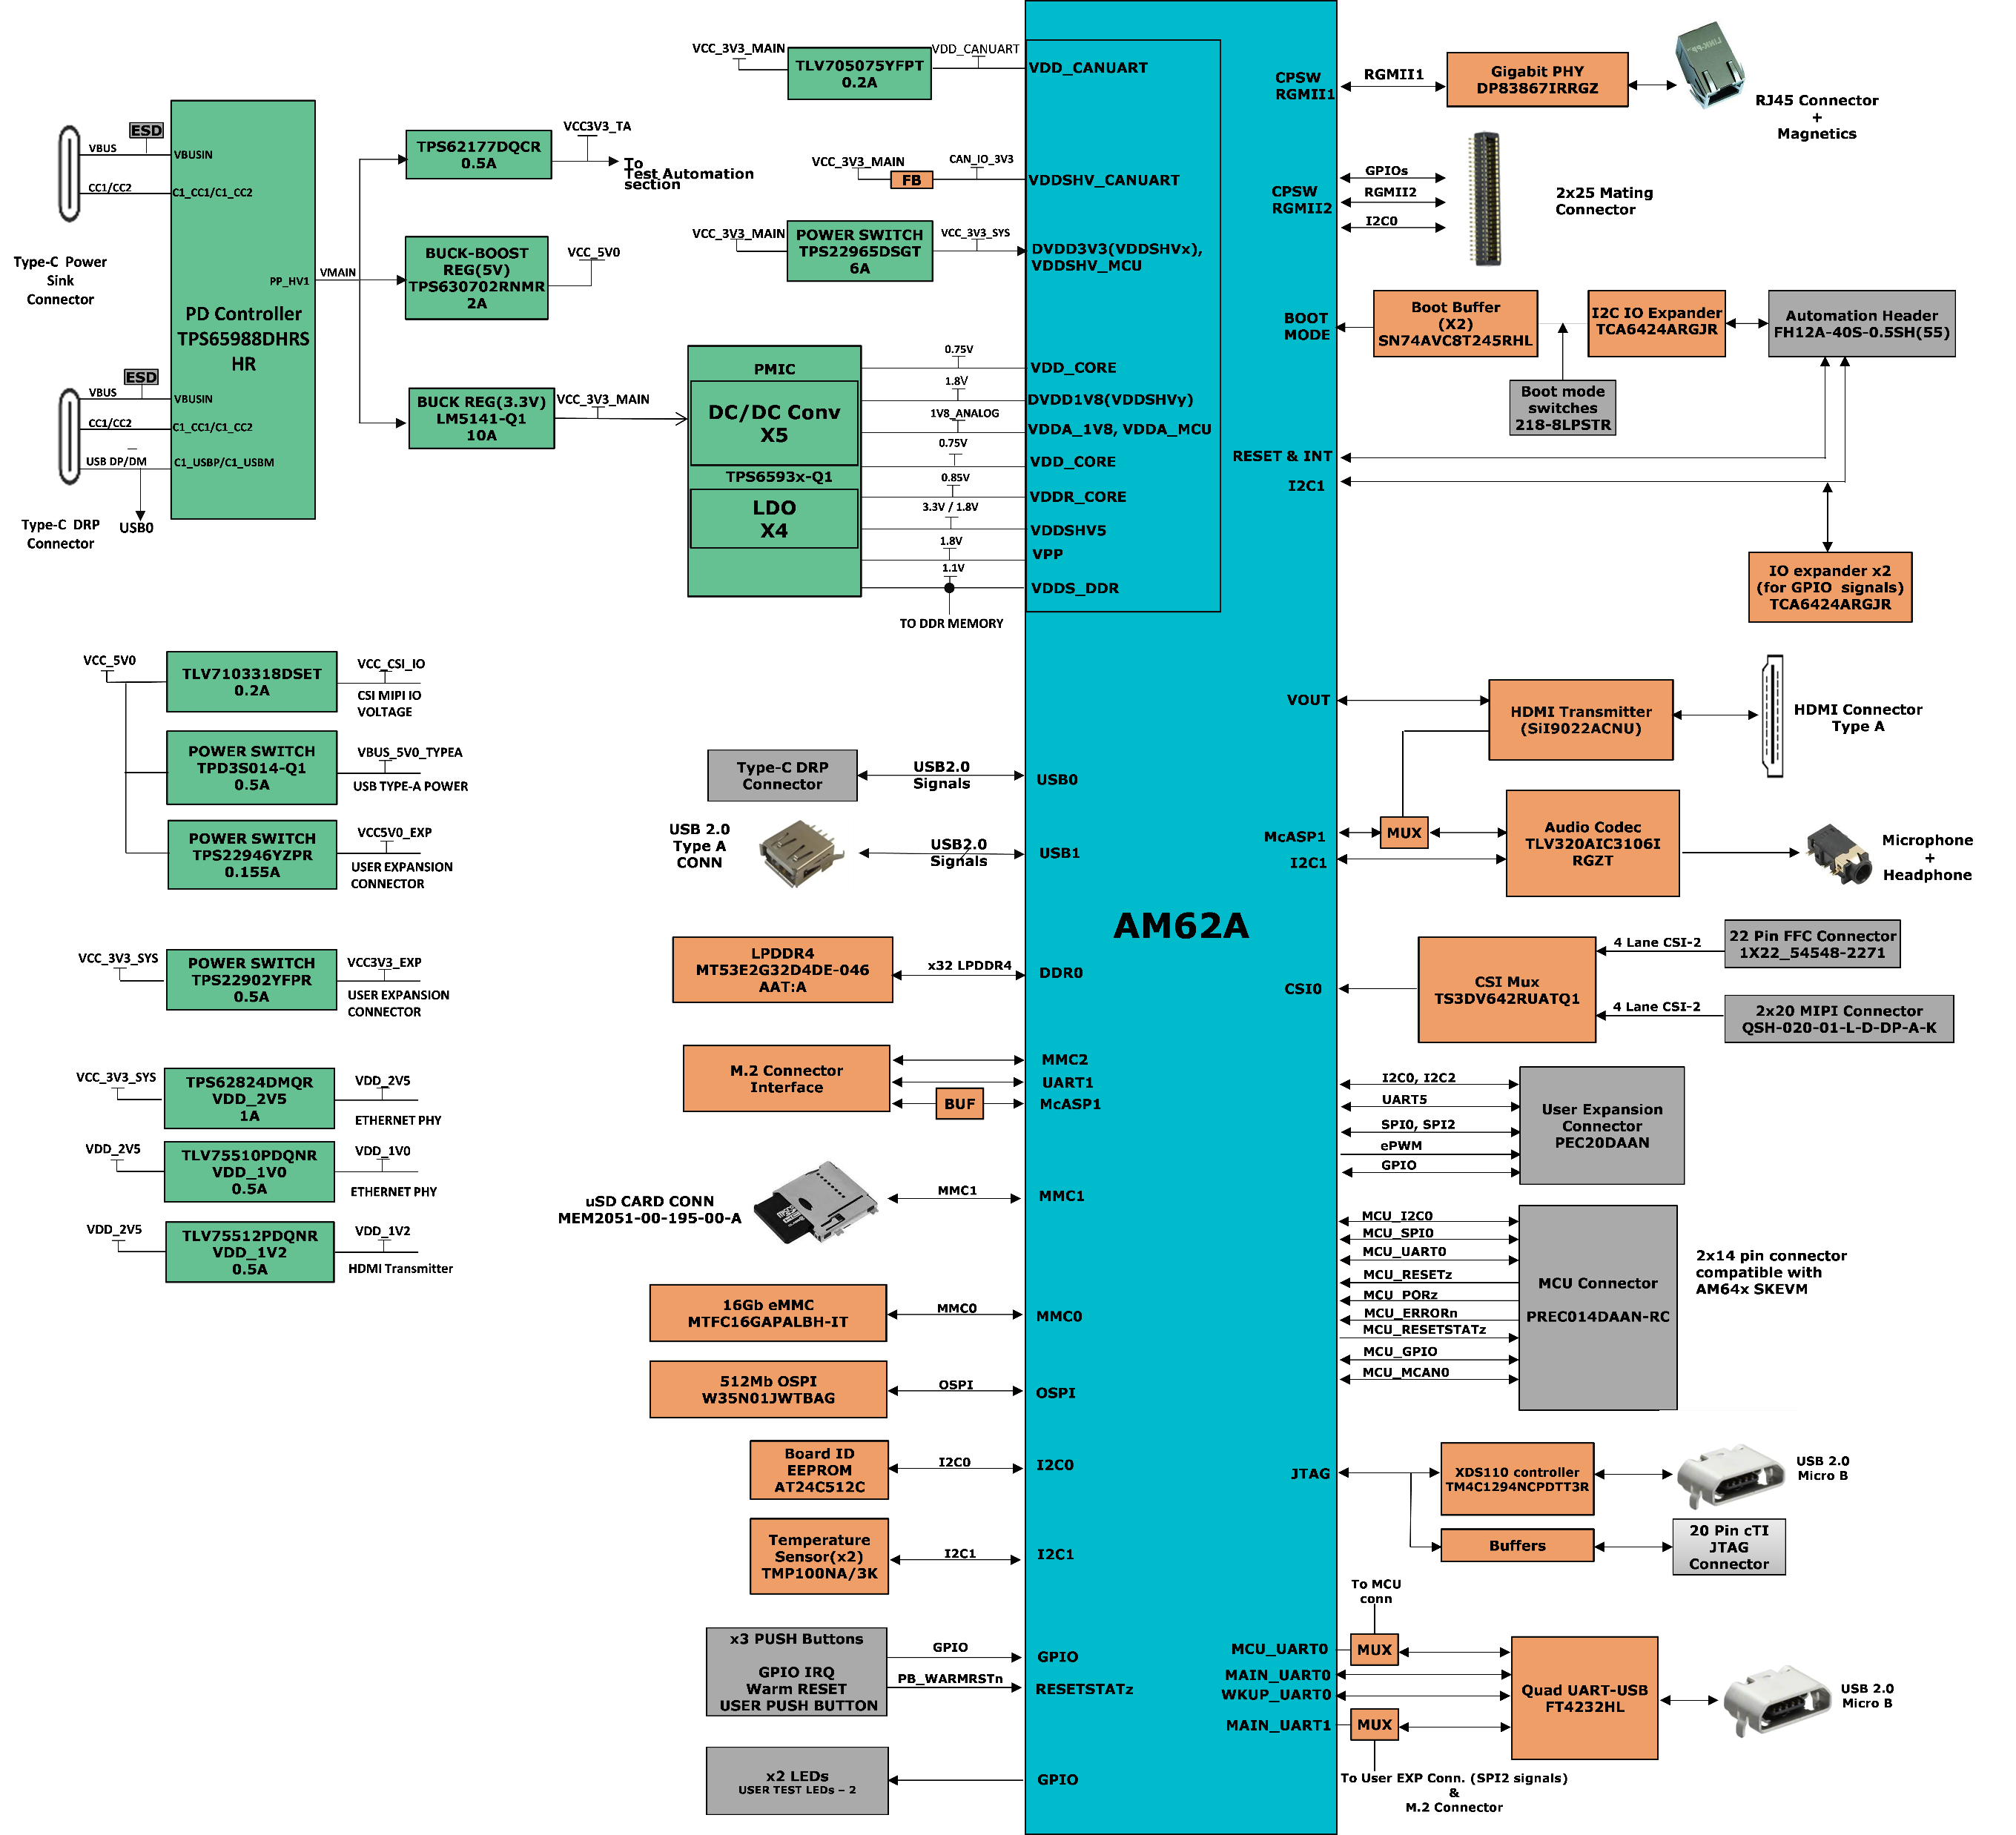 VCC_3V3_MAIN
TLV705075YFPT
0.2A
VDD_CANUART
VDD_CANUART
ESD
VBUS
VBUSIN
CC1/CC2
C1_CC1/C1_CC2
Type-C Power
Sink
Connector
PP_HV1
VMAIN
PD Controller
TPS65988DHRS
HR
ESD
VBUS
VBUSIN
CC1/CC2
C1_CC1/C1_CC2
USB DP/DM
C1_USBP/C1_USBM
Type-C DRP
Connector
USB0
TPS62177DQCR
0.5A
VCC3V3_TA
To
Test Automation
section
BUCK-BOOST
REG(5V)
TPS630702RNMR
2A
VCC_5V0
BUCK REG(3.3V)
LM5141-Q1
10A
VCC_3V3_MAIN
VCC_3V3_MAIN
FB
CAN_IO_3V3
VDDSHV_CANUART
VCC_3V3_MAIN
POWER SWITCH
TPS22965DSGT
6A
VCC_3V3_SYS
DVDD3V3(VDDSHVx),
VDDSHV_MCU
PMIC
DC/DC Conv
X5
TPS6593x-Q1
LDO
X4
0.75V
VDD_CORE
1.8V
DVDD1V8(VDDSHVy)
1V8_ANALOG
VDDA_1V8, VDDA_MCU
0.75V
VDD_CORE
0.85V
VDDR_CORE
3.3V / 1.8V
VDDSHV5
1.8V
VPP
1.1V
VDDS_DDR
TO DDR MEMORY
VCC_5V0
TLV7103318DSET
0.2A
VCC_CSI_IO
CSI MIPI IO
VOLTAGE
POWER SWITCH
TPD3S014-Q1
0.5A
VBUS_5V0_TYPEA
USB TYPE-A POWER
POWER SWITCH
TPS22946YZPR
0.155A
VCC5V0_EXP
USER EXPANSION
CONNECTOR
VCC_3V3_SYS
POWER SWITCH
TPS22902YFPR
0.5A
VCC3V3_EXP
USER EXPANSION
CONNECTOR
VCC_3V3_SYS
TPS62824DMQR
VDD_2V5
1A
VDD_2V5
ETHERNET PHY
VDD_2V5
TLV75510PDQNR
VDD_1V0
0.5A
VDD_1V0
ETHERNET PHY
VDD_2V5
TLV75512PDQNR
VDD_1V2
0.5A
VDD_1V2
HDMI Transmitter
Type-C DRP
Connector
USB2.0
Signals
USB0
USB 2.0
Type A
CONN
USB2.0
Signals
USB1
AM62A
LPDDR4
MT53E2G32D4DE-046
AAT:A
x32 LPDDR4
DDR0
M.2 Connector
Interface
MMC2
UART1
BUF
McASP1
uSD CARD CONN
MEM2051-00-195-00-A
MMC1
MMC1
16Gb eMMC
MTFC16GAPALBH-IT
MMC0
MMC0
512Mb OSPI
W35N01JWTBAG
OSPI
OSPI
Board ID
EEPROM
AT24C512C
I2C0
I2C0
Temperature
Sensor(x2)
TMP100NA/3K
I2C1
I2C1
x3 PUSH Buttons
GPIO IRQ
Warm RESET
USER PUSH BUTTON
GPIO
GPIO
PB_WARMRSTn
RESETSTATz
x2 LEDs
USER TEST LEDs – 2
GPIO
CPSW
RGMII1
RGMII1
Gigabit PHY
DP83867IRRGZ
RJ45 Connector
+
Magnetics
CPSW
RGMII2
GPIOs
RGMII2
I2C0
2x25 Mating
Connector
BOOT
MODE
Boot Buffer
(X2)
SN74AVC8T245RHL
I2C IO Expander
TCA6424ARGJR
Automation Header
FH12A-40S-0.5SH(55)
Boot mode
switches
218-8LPSTR
RESET & INT
I2C1
IO expander x2
(for GPIO signals)
TCA6424ARGJR
VOUT
HDMI Transmitter
(SiI9022ACNU)
HDMI Connector
Type A
McASP1
MUX
I2C1
Audio Codec
TLV320AIC3106I
RGZT
Microphone
+
Headphone
CSI0
CSI Mux
TS3DV642RUATQ1
4 Lane CSI-2
22 Pin FFC Connector
1X22_54548-2271
4 Lane CSI-2
2x20 MIPI Connector
QSH-020-01-L-D-DP-A-K
I2C0, I2C2
UART5
SPI0, SPI2
ePWM
GPIO
User Expansion
Connector
PEC20DAAN
MCU_I2C0
MCU_SPI0
MCU_UART0
MCU_RESETz
MCU_PORz
MCU_ERRORn
MCU_RESETSTATz
MCU_GPIO
MCU_MCAN0
MCU Connector
PREC014DAAN-RC
2x14 pin connector
compatible with
AM64x SKEVM
JTAG
XDS110 controller
TM4C1294NCPDTT3R
USB 2.0
Micro B
Buffers
20 Pin cTI
JTAG
Connector
To MCU
conn
MCU_UART0
MUX
MAIN_UART0
WKUP_UART0
MAIN_UART1
MUX
Quad UART-USB
FT4232HL
USB 2.0
Micro B
To User EXP Conn. (SPI2 signals)
&
M.2 Connector